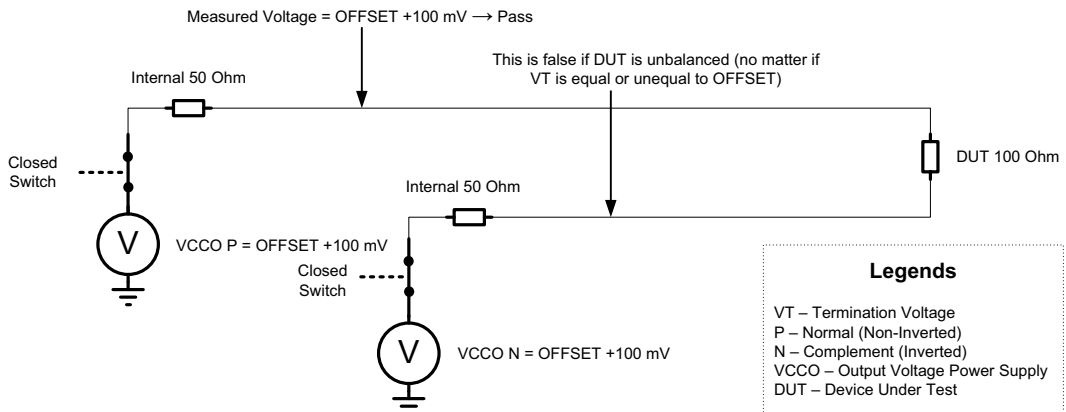 Measured Voltage = OFFSET +100 mV → Pass
This is false if DUT is unbalanced (no matter if
VT is equal or unequal to OFFSET)
Internal 50 Ohm
Closed
Switch
DUT 100 Ohm
Internal 50 Ohm
V
VCCO P = OFFSET +100 mV
Closed
Switch
V
VCCO N = OFFSET +100 mV
Legends
VT – Termination Voltage
P – Normal (Non-Inverted)
N – Complement (Inverted)
VCCO – Output Voltage Power Supply
DUT – Device Under Test